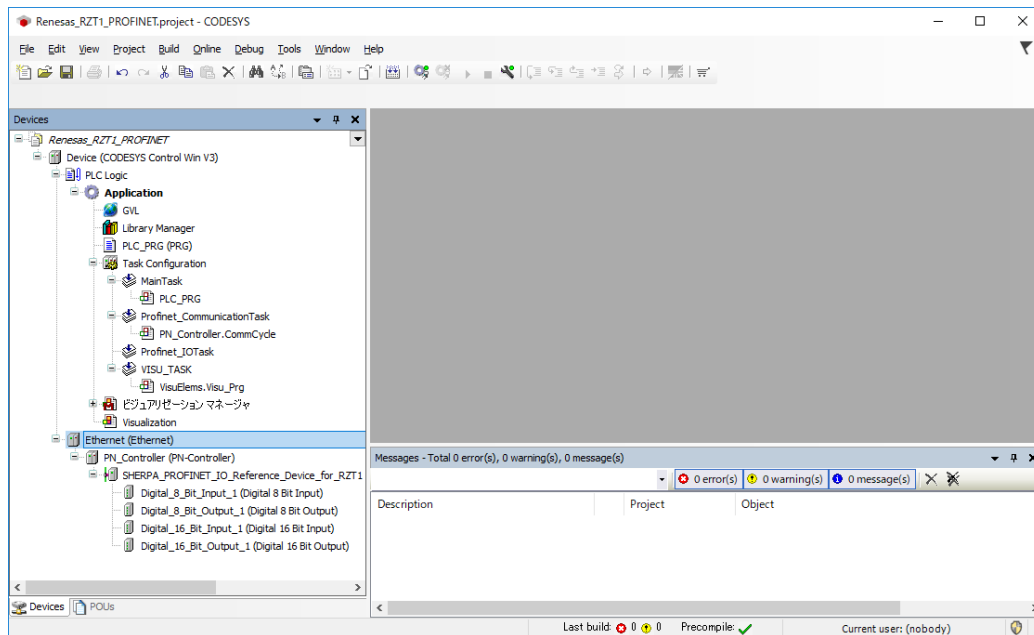 Renesas_RZT1_PROFINET.project - CODESYS
File Edit View Project Build Online Debug Tools Window Help
Devices
Renesas_RZT1_PROFINET
Device (CODESYS Control Win V3)
PLC Logic
Application
GVL
Library Manager
PLC_PRG (PRG)
Task Configuration
MainTask
PLC_PRG
Profinet_CommunicationTask
PN_Controller.CommCycle
Profinet_IOTask
VISU_TASK
VisuElems.Visu_Prg
ビジュアリゼーション マネージャ
Visualization
Ethernet (Ethernet)
PN_Controller (PN-Controller)
SHERPA_PROFINET_IO_Reference_Device_for_RZT1
Digital_8_Bit_Input_1 (Digital 8 Bit Input)
Digital_8_Bit_Output_1 (Digital 8 Bit Output)
Digital_16_Bit_Input_1 (Digital 16 Bit Input)
Digital_16_Bit_Output_1 (Digital 16 Bit Output)
Devices POUs
Messages - Total 0 error(s), 0 warning(s), 0 message(s)
0 error(s) 0 warning(s) 0 message(s)
Description Project Object
Last build: 0 0 Precompile: Current user: (nobody)